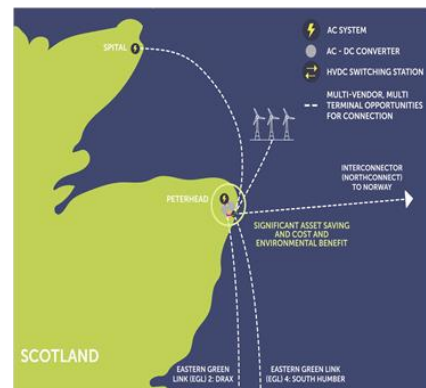 SPITAL
AC SYSTEM
AC - DC CONVERTER
HVDC SWITCHING STATION
MULTI-VENDOR, MULTI
TERMINAL OPPORTUNITIES
FOR CONNECTION
INTERCONNECTOR
(NORTHCONNECT)
TO NORWAY
PETERHEAD
SIGNIFICANT ASSET SAVING
AND COST AND
ENVIRONMENTAL BENEFIT
SCOTLAND
EASTERN GREEN
LINK (EGL) 2: DRAX
EASTERN GREEN LINK
(EGL) 4: SOUTH HUMBER